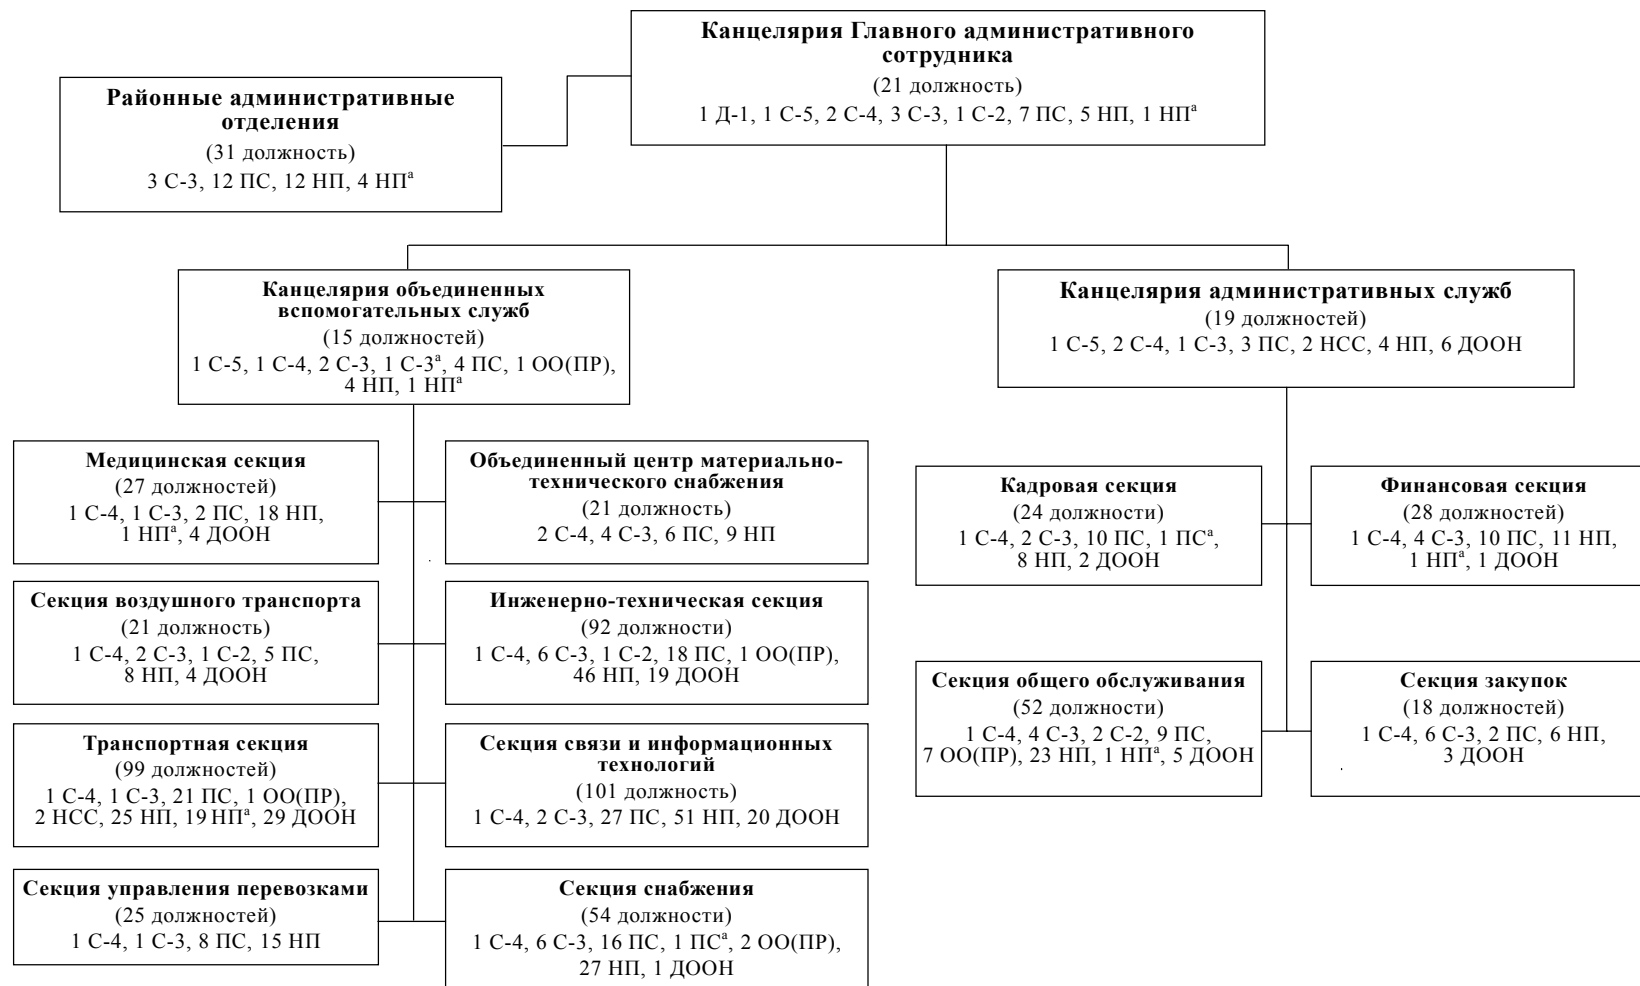 Канцелярия Главного административного
сотрудника
(21 должность)
1 Д-1, 1 С-5, 2 С-4, 3 С-3, 1 С-2, 7 ПС, 5 НП, 1 НПª
Районные административные
отделения
(31 должность)
3 С-3, 12 ПС, 12 НП, 4 НПª
Канцелярия объединенных
вспомогательных служб
(15 должностей)
1 С-5, 1 С-4, 2 С-3, 1 С-3ª, 4 ПС, 1 ОО(ПР),
4 НП, 1 НПª
Канцелярия административных служб
(19 должностей)
1 С-5, 2 С-4, 1 С-3, 3 ПС, 2 НСС, 4 НП, 6 ДООН
Медицинская секция
(27 должностей)
1 С-4, 1 С-3, 2 ПС, 18 НП,
1 НПª, 4 ДООН
Объединенный центр материально-
технического снабжения
(21 должность)
2 С-4, 4 С-3, 6 ПС, 9 НП
Кадровая секция
(24 должности)
1 С-4, 2 С-3, 10 ПС, 1 ПСª,
8 НП, 2 ДООН
Финансовая секция
(28 должностей)
1 С-4, 4 С-3, 10 ПС, 11 НП,
1 НПª, 1 ДООН
Секция воздушного транспорта
(21 должность)
1 С-4, 2 С-3, 1 С-2, 5 ПС,
8 НП, 4 ДООН
Инженерно-техническая секция
(92 должности)
1 С-4, 6 С-3, 1 С-2, 18 ПС, 1 ОО(ПР),
46 НП, 19 ДООН
Секция общего обслуживания
(52 должности)
1 С-4, 4 С-3, 2 С-2, 9 ПС,
7 ОО(ПР), 23 НП, 1 НПª, 5 ДООН
Секция закупок
(18 должностей)
1 С-4, 6 С-3, 2 ПС, 6 НП,
3 ДООН
Транспортная секция
(99 должностей)
1 С-4, 1 С-3, 21 ПС, 1 ОО(ПР),
2 НСС, 25 НП, 19 НПª, 29 ДООН
Секция связи и информационных
технологий
(101 должность)
1 С-4, 2 С-3, 27 ПС, 51 НП, 20 ДООН
Секция управления перевозками
(25 должностей)
1 С-4, 1 С-3, 8 ПС, 15 НП
Секция снабжения
(54 должности)
1 С-4, 6 С-3, 16 ПС, 1 ПСª, 2 ОО(ПР),
27 НП, 1 ДООН